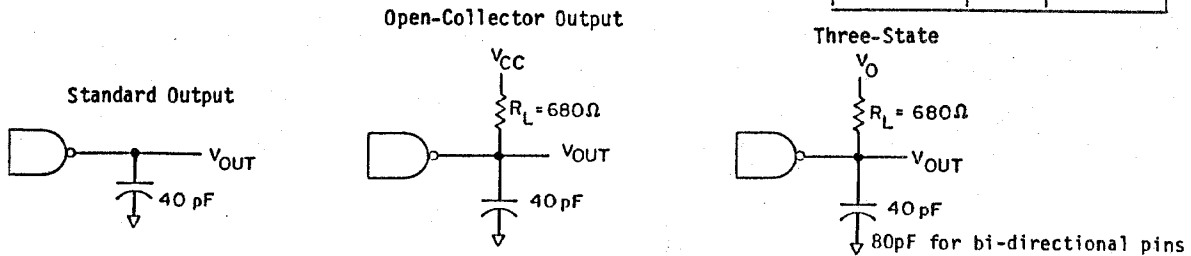 Standard Output
V_OUT
40 pF
Open-Collector Output
V_CC
R_L = 680Ω
V_OUT
40 pF
Three-State
V_O
R_L = 680Ω
V_OUT
40 pF
80pF for bi-directional pins